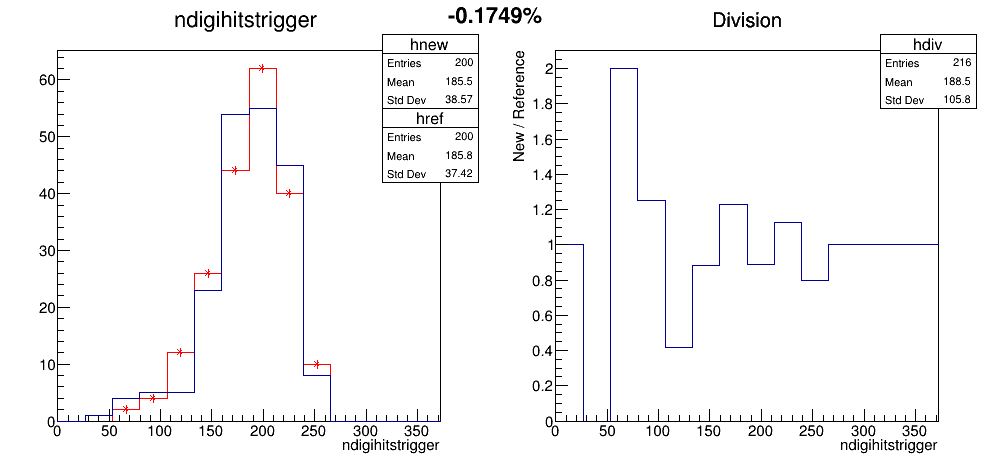 -0.1749%
ndigihitstrigger
hnew
Entries 200
Mean 185.5
Std Dev 38.57
href
Entries 200
Mean 185.8
Std Dev 37.42
60
50
40
30
20
10
0
0 50 100 150 200 250 300 350
ndigihitstrigger
Division
hdiv
Entries 216
Mean 188.5
Std Dev 105.8
New / Reference
2
1.8
1.6
1.4
1.2
1
0.8
0.6
0.4
0.2
0
0 50 100 150 200 250 300 350
ndigihitstrigger